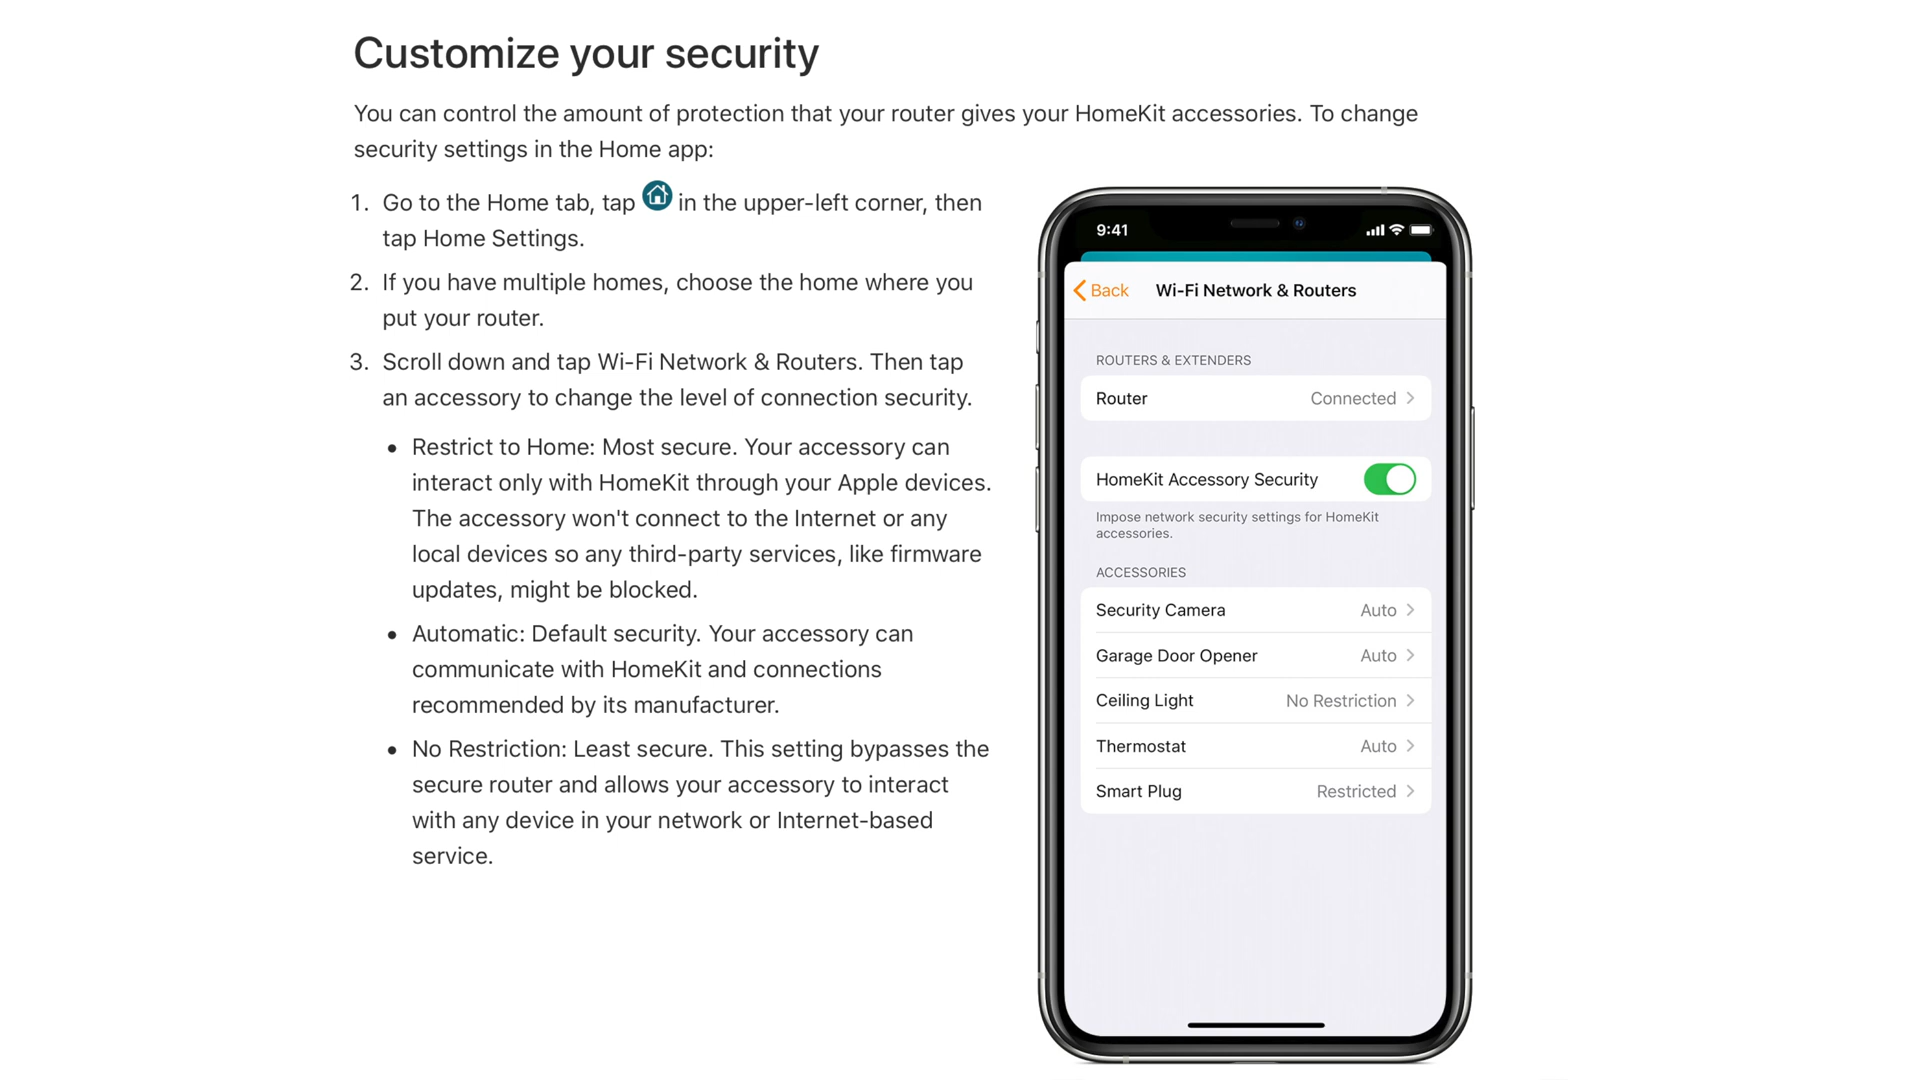 Customize your security
You can control the amount of protection that your router gives your HomeKit accessories. To change
security settings in the Home app:
1. Go to the Home tab, tap in the upper-left corner, then
tap Home Settings.
2. If you have multiple homes, choose the home where you
put your router.
3. Scroll down and tap Wi-Fi Network & Routers. Then tap
an accessory to change the level of connection security.
• Restrict to Home: Most secure. Your accessory can
interact only with HomeKit through your Apple devices.
The accessory won't connect to the Internet or any
local devices so any third-party services, like firmware
updates, might be blocked.
• Automatic: Default security. Your accessory can
communicate with HomeKit and connections
recommended by its manufacturer.
• No Restriction: Least secure. This setting bypasses the
secure router and allows your accessory to interact
with any device in your network or Internet-based
service.
9:41
Back Wi-Fi Network & Routers
ROUTERS & EXTENDERS
Router Connected
HomeKit Accessory Security
Impose network security settings for HomeKit
accessories.
ACCESSORIES
Security Camera Auto
Garage Door Opener Auto
Ceiling Light No Restriction
Thermostat Auto
Smart Plug Restricted